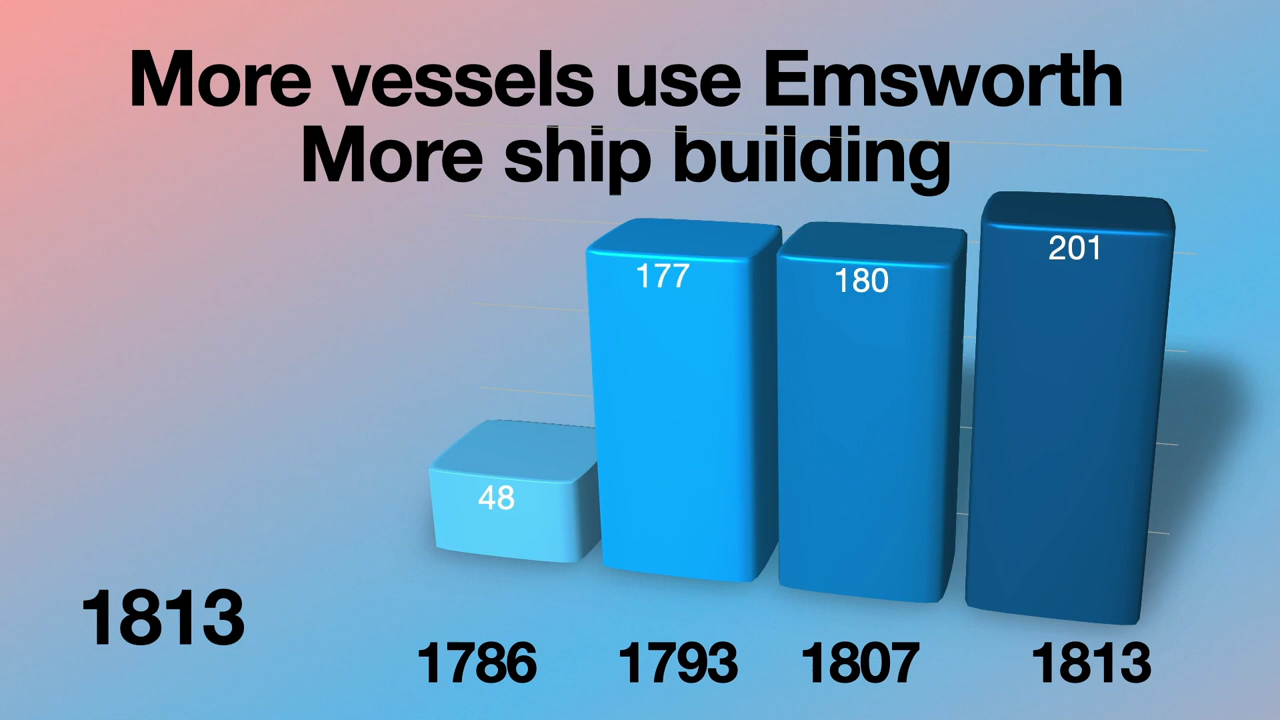 More vessels use Emsworth
More ship building
201
177
180
48
1813
1786 1793 1807 1813